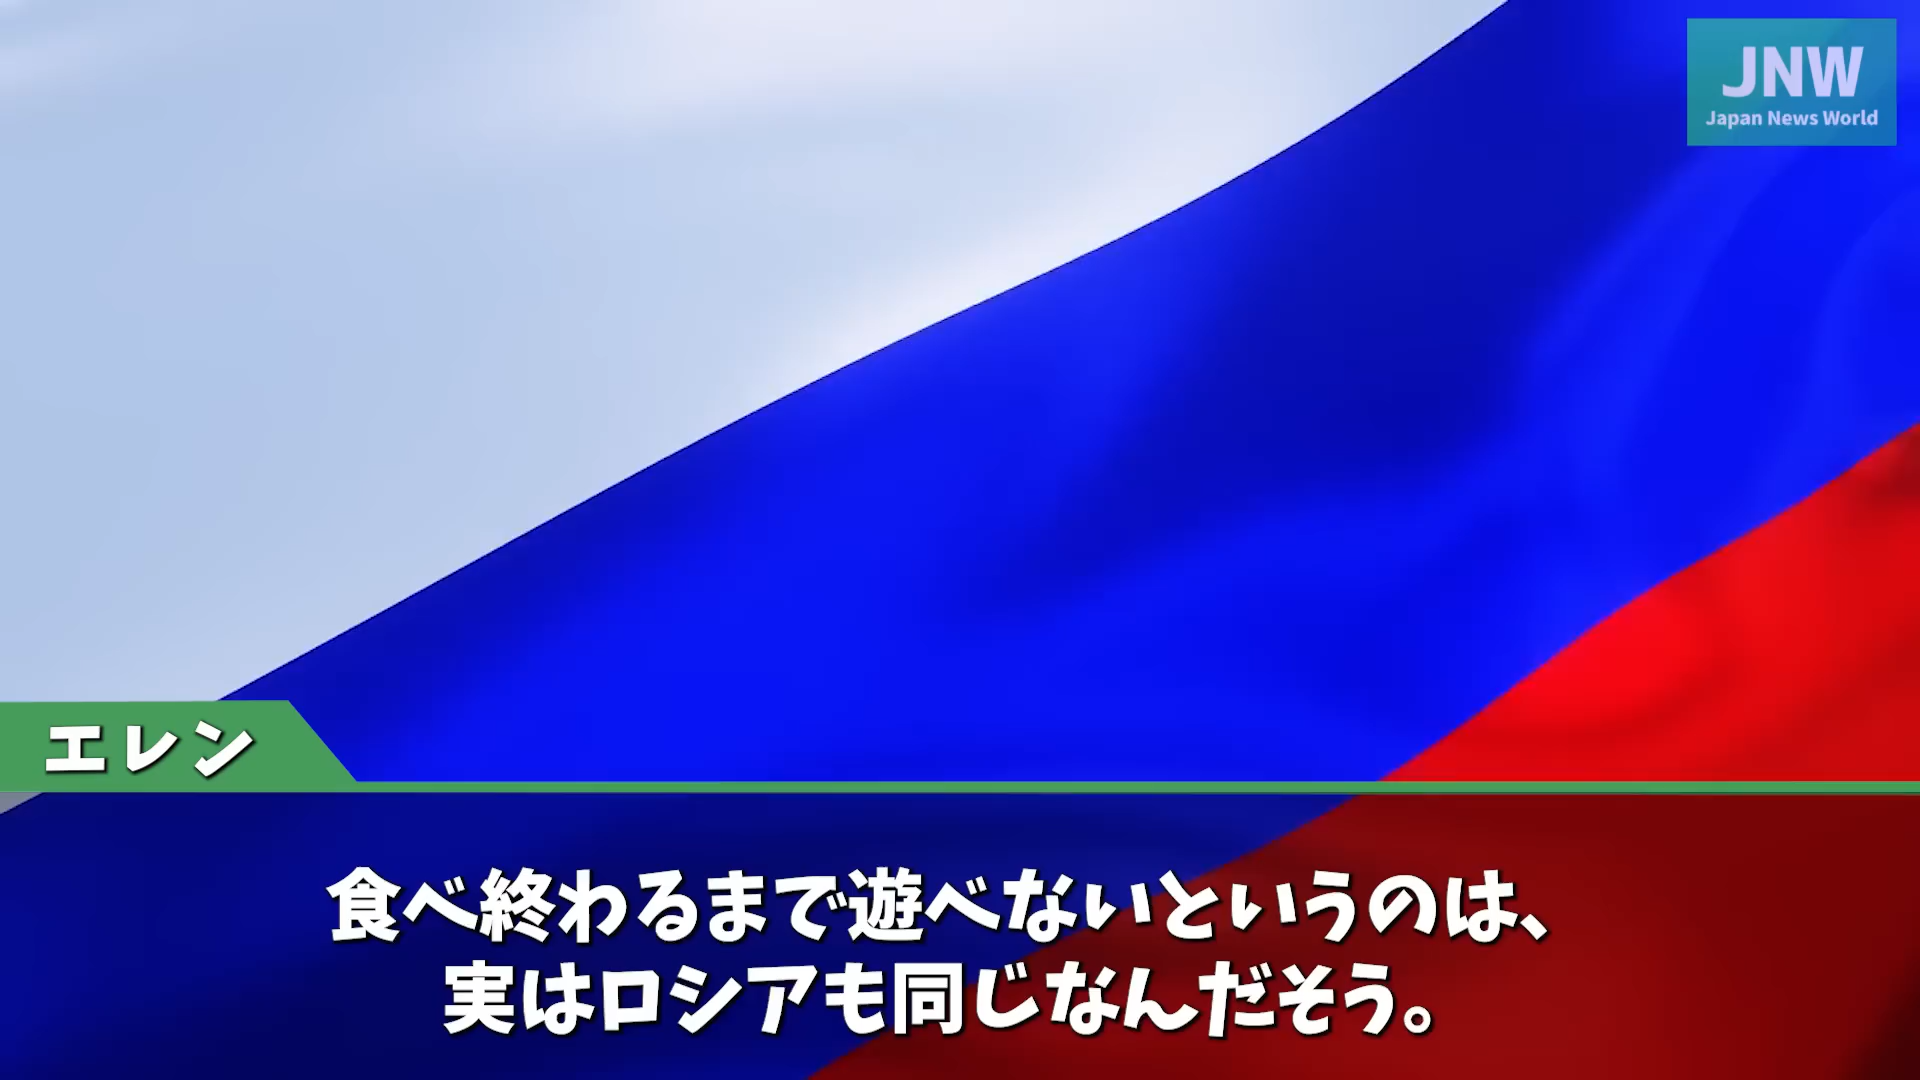 JNW
Japan News World
エレン
食べ終わるまで遊べないというのは、
実はロシアも同じなんだそう。